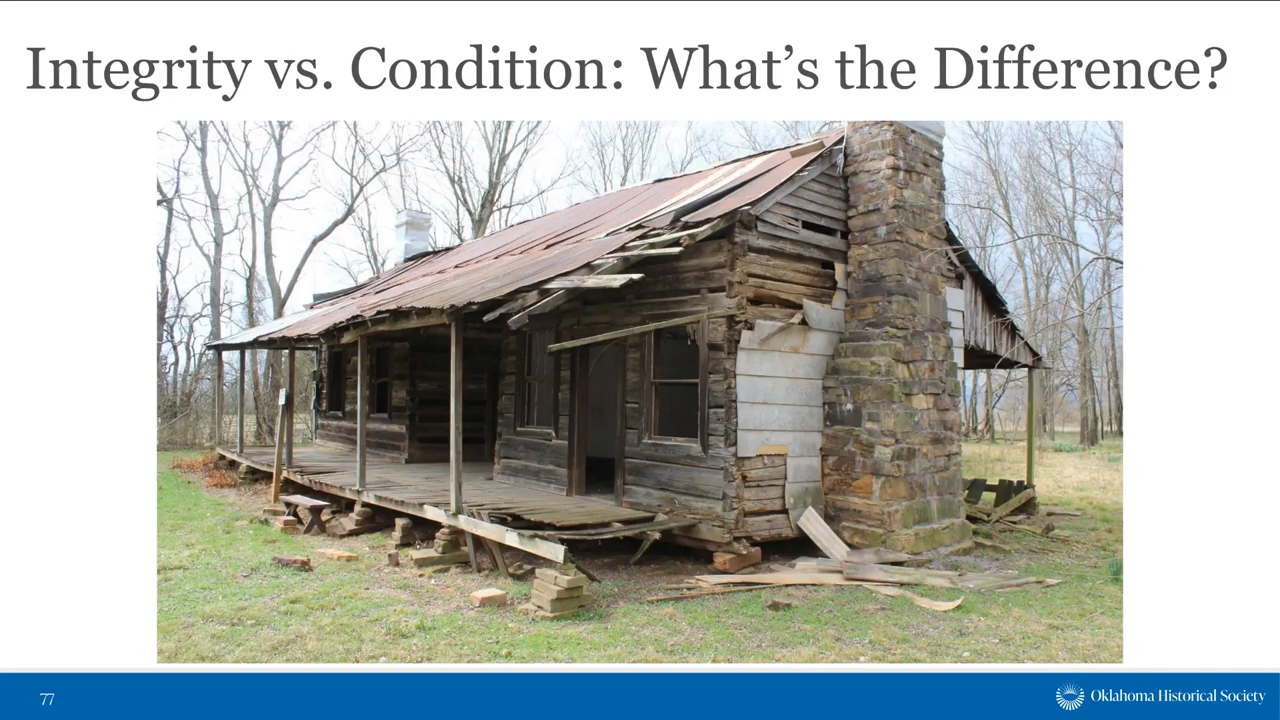 Integrity vs. Condition: What’s the Difference?
77
Oklahoma Historical Society